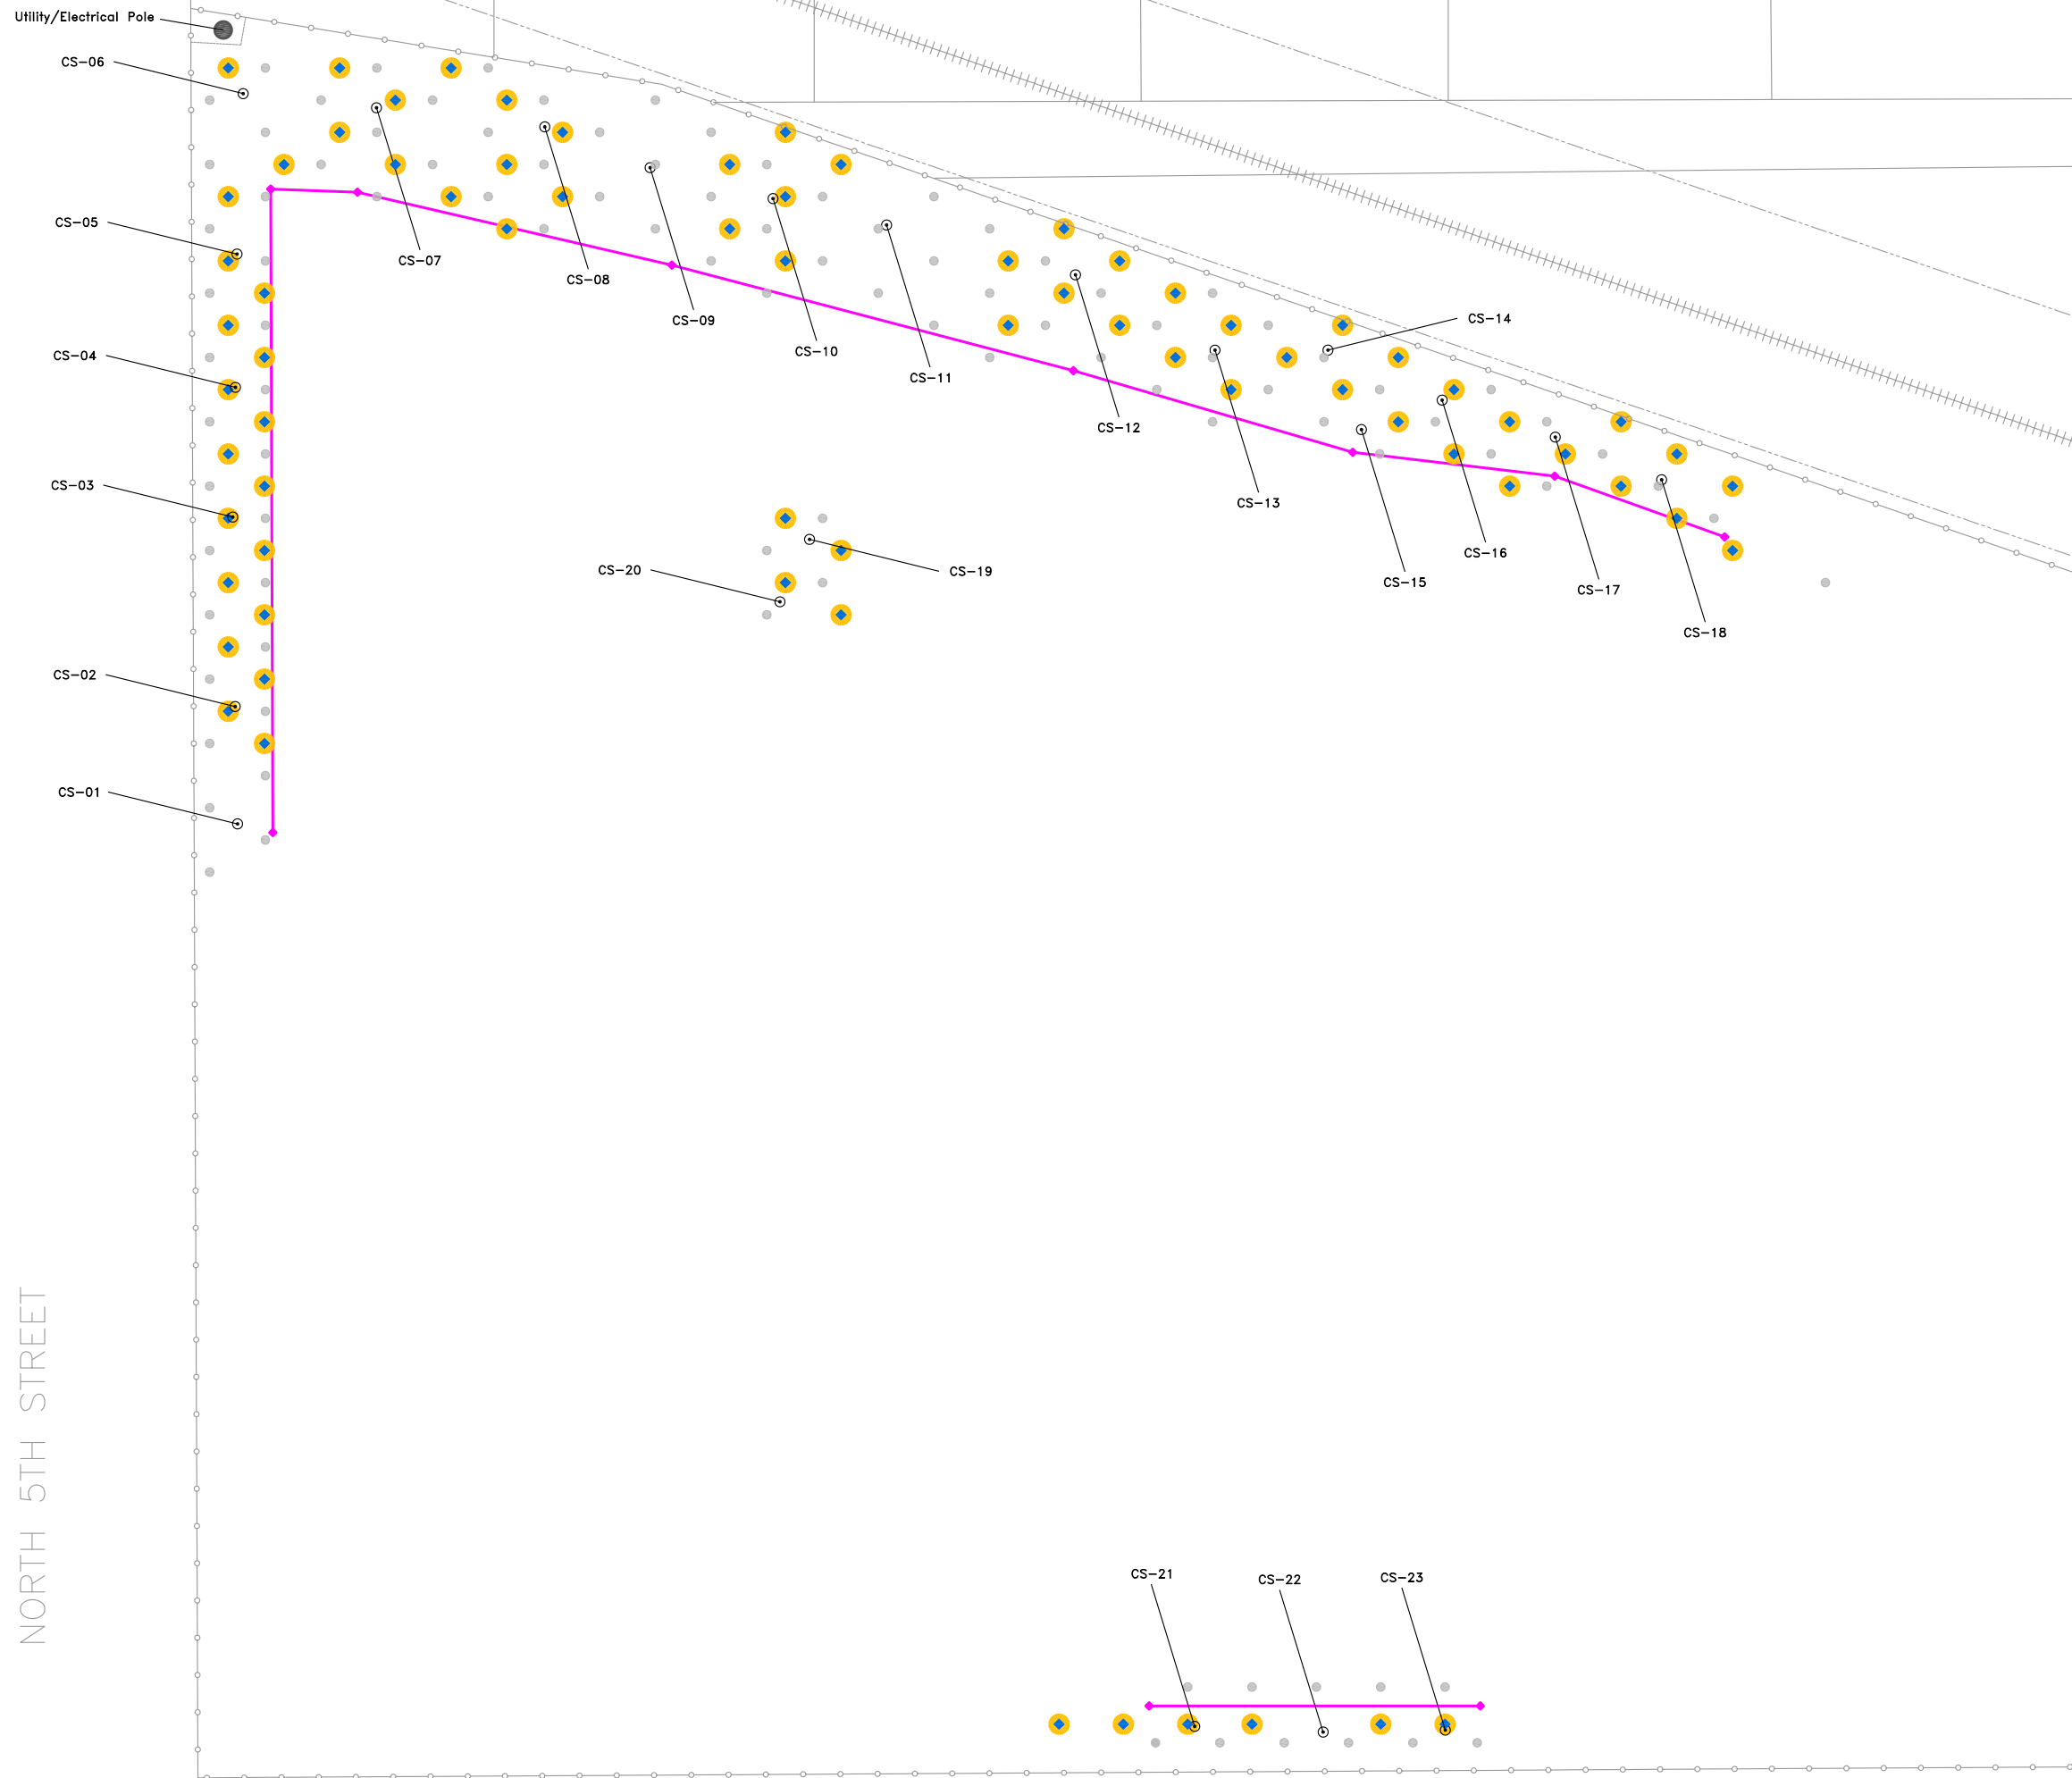 Utility/Electrical Pole
CS-06
CS-05
CS-07
CS-08
CS-09
CS-14
CS-10
CS-04
CS-11
CS-12
CS-03
CS-13
CS-16
CS-20
CS-19
CS-15
CS-17
CS-18
CS-02
CS-01
NORTH 5TH STREET
CS-21
CS-22
CS-23